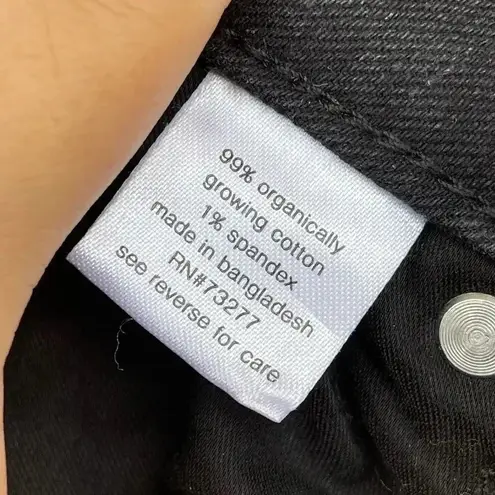 99% organically
growing cotton
1% spandex
made in bangladesh
RN#73277
see reverse for care